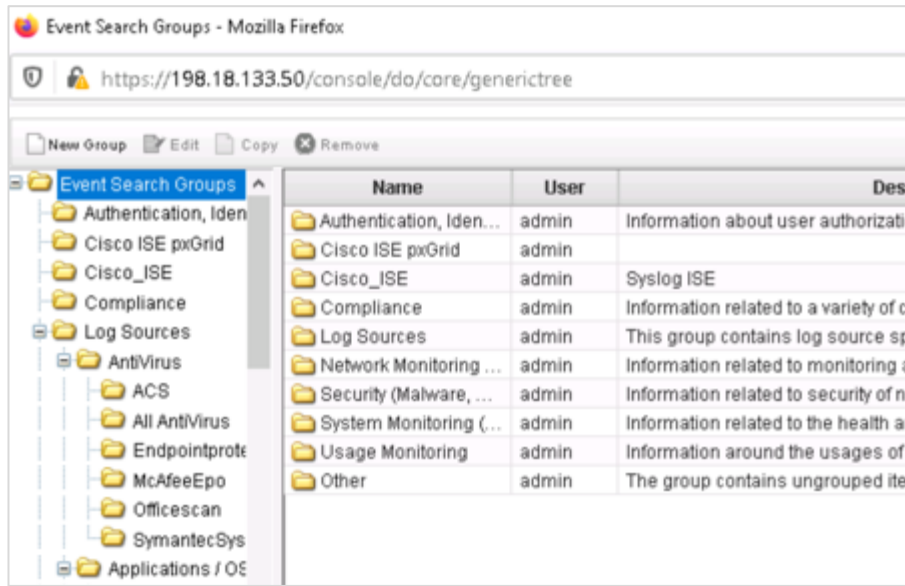 Event Search Groups - Mozilla Firefox
https://198.18.133.50/console/do/core/generictree
New Group Edit Copy Remove
Event Search Groups
Authentication, Iden
Cisco ISE pxGrid
Cisco_ISE
Compliance
Log Sources
AntiVirus
ACS
All AntiVirus
Endpointprote
McAfeeEpo
Officescan
SymantecSys
Applications / OS
Name User Des
Authentication, Iden... admin Information about user authorizati
Cisco ISE pxGrid admin
Cisco_ISE admin Syslog ISE
Compliance admin Information related to a variety of c
Log Sources admin This group contains log source sp
Network Monitoring ... admin Information related to monitoring a
Security (Malware, ... admin Information related to security of n
System Monitoring (... admin Information related to the health a
Usage Monitoring admin Information around the usages of
Other admin The group contains ungrouped ite